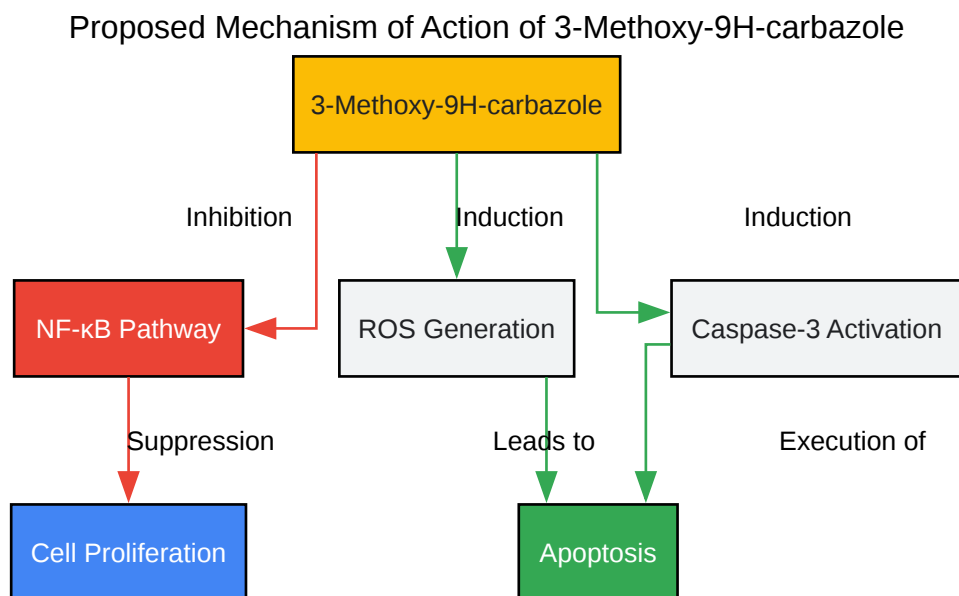 Proposed Mechanism of Action of 3-Methoxy-9H-carbazole
3-Methoxy-9H-carbazole
Inhibition
Induction
Induction
NF-κB Pathway
ROS Generation
Caspase-3 Activation
Suppression
Leads to
Execution of
Cell Proliferation
Apoptosis